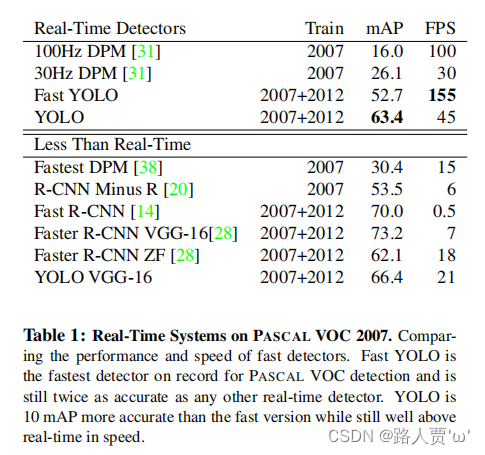 Real-Time Detectors Train mAP FPS
100Hz DPM [31] 2007 16.0 100
30Hz DPM [31] 2007 26.1 30
Fast YOLO 2007+2012 52.7 155
YOLO 2007+2012 63.4 45
Less Than Real-Time
Fastest DPM [38] 2007 30.4 15
R-CNN Minus R [20] 2007 53.5 6
Fast R-CNN [14] 2007+2012 70.0 0.5
Faster R-CNN VGG-16[28] 2007+2012 73.2 7
Faster R-CNN ZF [28] 2007+2012 62.1 18
YOLO VGG-16 2007+2012 66.4 21
Table 1: Real-Time Systems on PASCAL VOC 2007. Compar-
ing the performance and speed of fast detectors. Fast YOLO is
the fastest detector on record for PASCAL VOC detection and is
still twice as accurate as any other real-time detector. YOLO is
10 mAP more accurate than the fast version while still well above
real-time in speed.
CSDN @路人贾'ω'